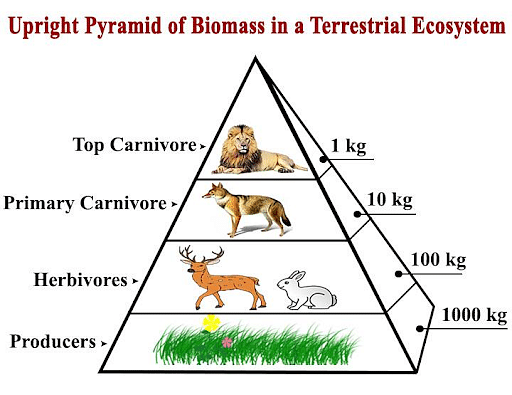 Upright Pyramid of Biomass in a Terrestrial Ecosystem
Top Carnivore
1 kg
Primary Carnivore
10 kg
Herbivores
100 kg
Producers
1000 kg